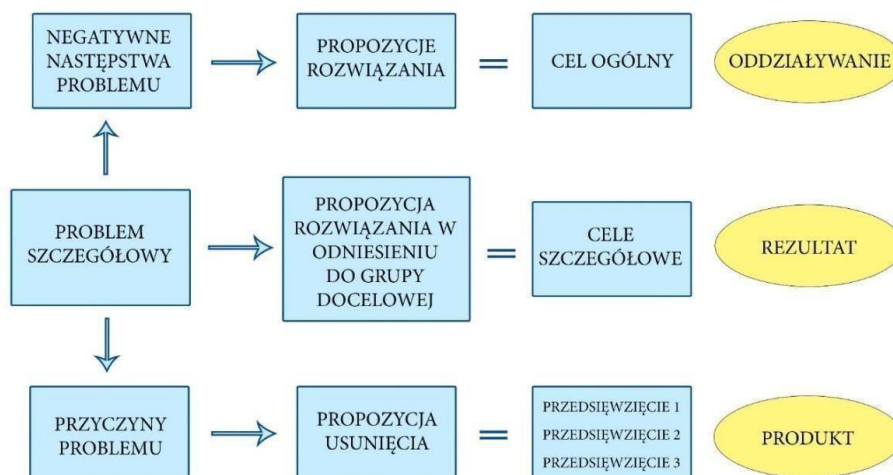 NEGATYWNE
NASTĘPSTWA
PROBLEMU
PROPOZYCJE
ROZWIĄZANIA
=
CEL OGÓLNY
ODDZIAŁYWANIE
PROBLEM
SZCZEGÓŁOWY
PROPOZYCJA
ROZWIĄZANIA W
ODNIESIENIU
DO GRUPY
DOCELOWEJ
=
CELE
SZCZEGÓŁOWE
REZULTAT
PRZYCZYNY
PROBLEMU
PROPOZYCJA
USUNIĘCIA
=
PRZEDSIĘWZIĘCIE 1
PRZEDSIĘWZIĘCIE 2
PRZEDSIĘWZIĘCIE 3
PRODUKT